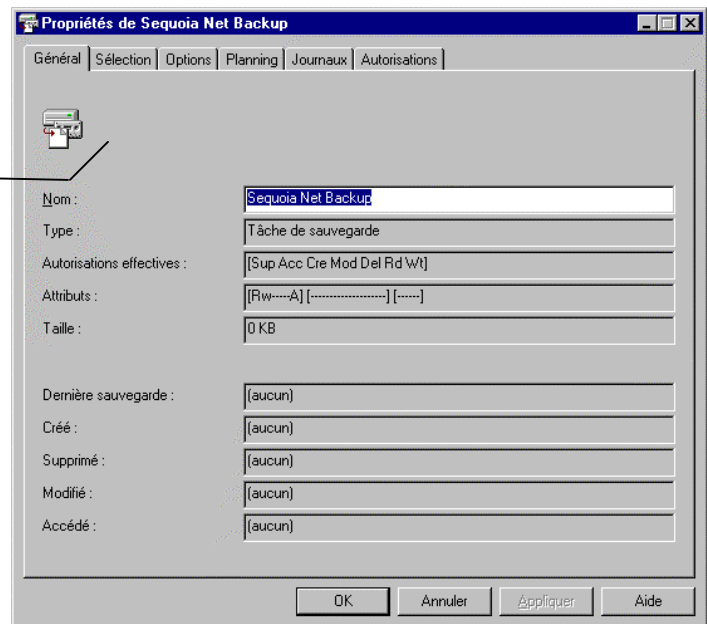 Propriétés de Sequoia Net Backup
Général Sélection Options Planning Journaux Autorisations
Nom : Sequoia Net Backup
Type : Tâche de sauvegarde
Autorisations effectives : [Sup Acc Cre Mod Del Rd Wt]
Attributs : [Rw-----A] [-------------------] [------]
Taille : 0 KB
Dernière sauvegarde : (aucun)
Créé : (aucun)
Supprimé : (aucun)
Modifié : (aucun)
Accédé : (aucun)
OK Annuler Appliquer Aide